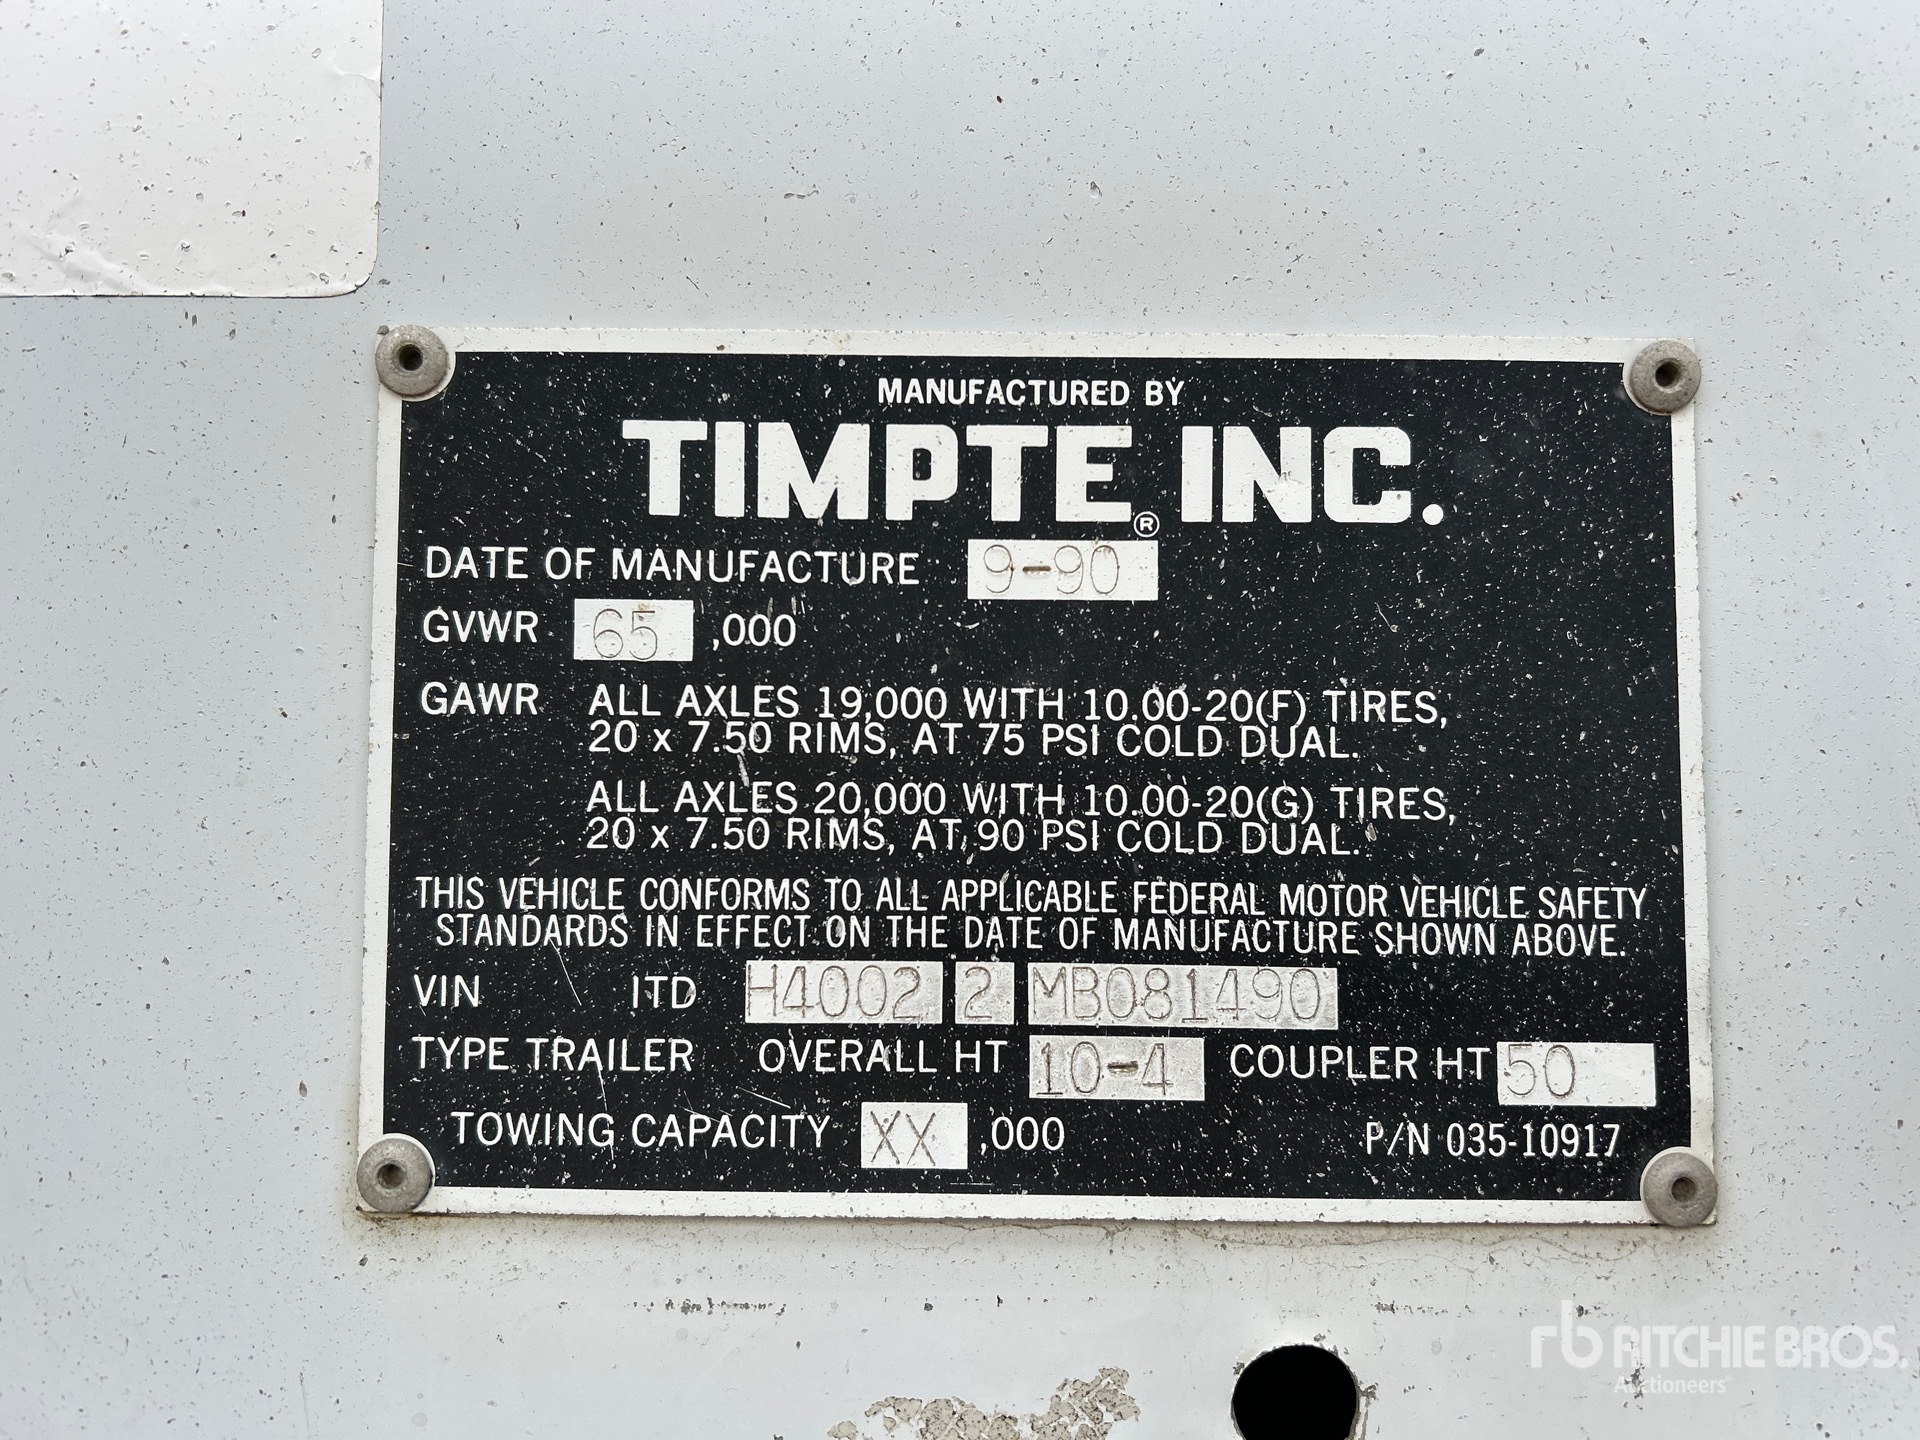 MANUFACTURED BY
TIMPTE® INC.
DATE OF MANUFACTURE 9-90
GVWR 65 ,000
GAWR ALL AXLES 19,000 WITH 10.00-20(F) TIRES,
20 x 7.50 RIMS, AT 75 PSI COLD DUAL.
ALL AXLES 20,000 WITH 10.00-20(G) TIRES,
20 x 7.50 RIMS, AT 90 PSI COLD DUAL.
THIS VEHICLE CONFORMS TO ALL APPLICABLE FEDERAL MOTOR VEHICLE SAFETY
STANDARDS IN EFFECT ON THE DATE OF MANUFACTURE SHOWN ABOVE.
VIN ITD H4002 2 MB081490
TYPE TRAILER OVERALL HT 10-4 COUPLER HT 50
TOWING CAPACITY XX ,000 P/N 035-10917
rb RITCHIE BROS.
Auctioneers